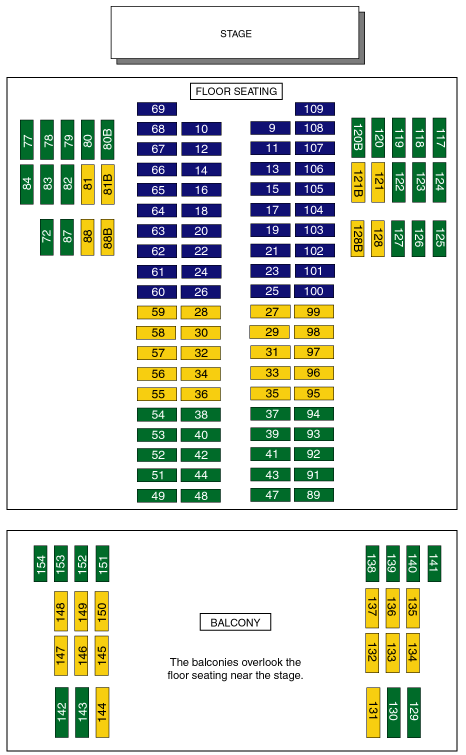 STAGE
FLOOR SEATING
69 109
77 78 79 80 80B 68 10 9 108 120B 120 119 118 117
67 12 11 107
66 14 13 106
84 83 82 81 81B 65 16 15 105 121B 121 122 123 124
64 18 17 104
72 87 88 88B 63 20 19 103 128B 128 127 126 125
62 22 21 102
61 24 23 101
60 26 25 100
59 28 27 99
58 30 29 98
57 32 31 97
56 34 33 96
55 36 35 95
54 38 37 94
53 40 39 93
52 42 41 92
51 44 43 91
49 48 47 89
154 153 152 151 138 139 140 141
148 149 150 137 136 135
BALCONY
147 146 145 132 133 134
The balconies overlook the
floor seating near the stage.
142 143 144 131 130 129